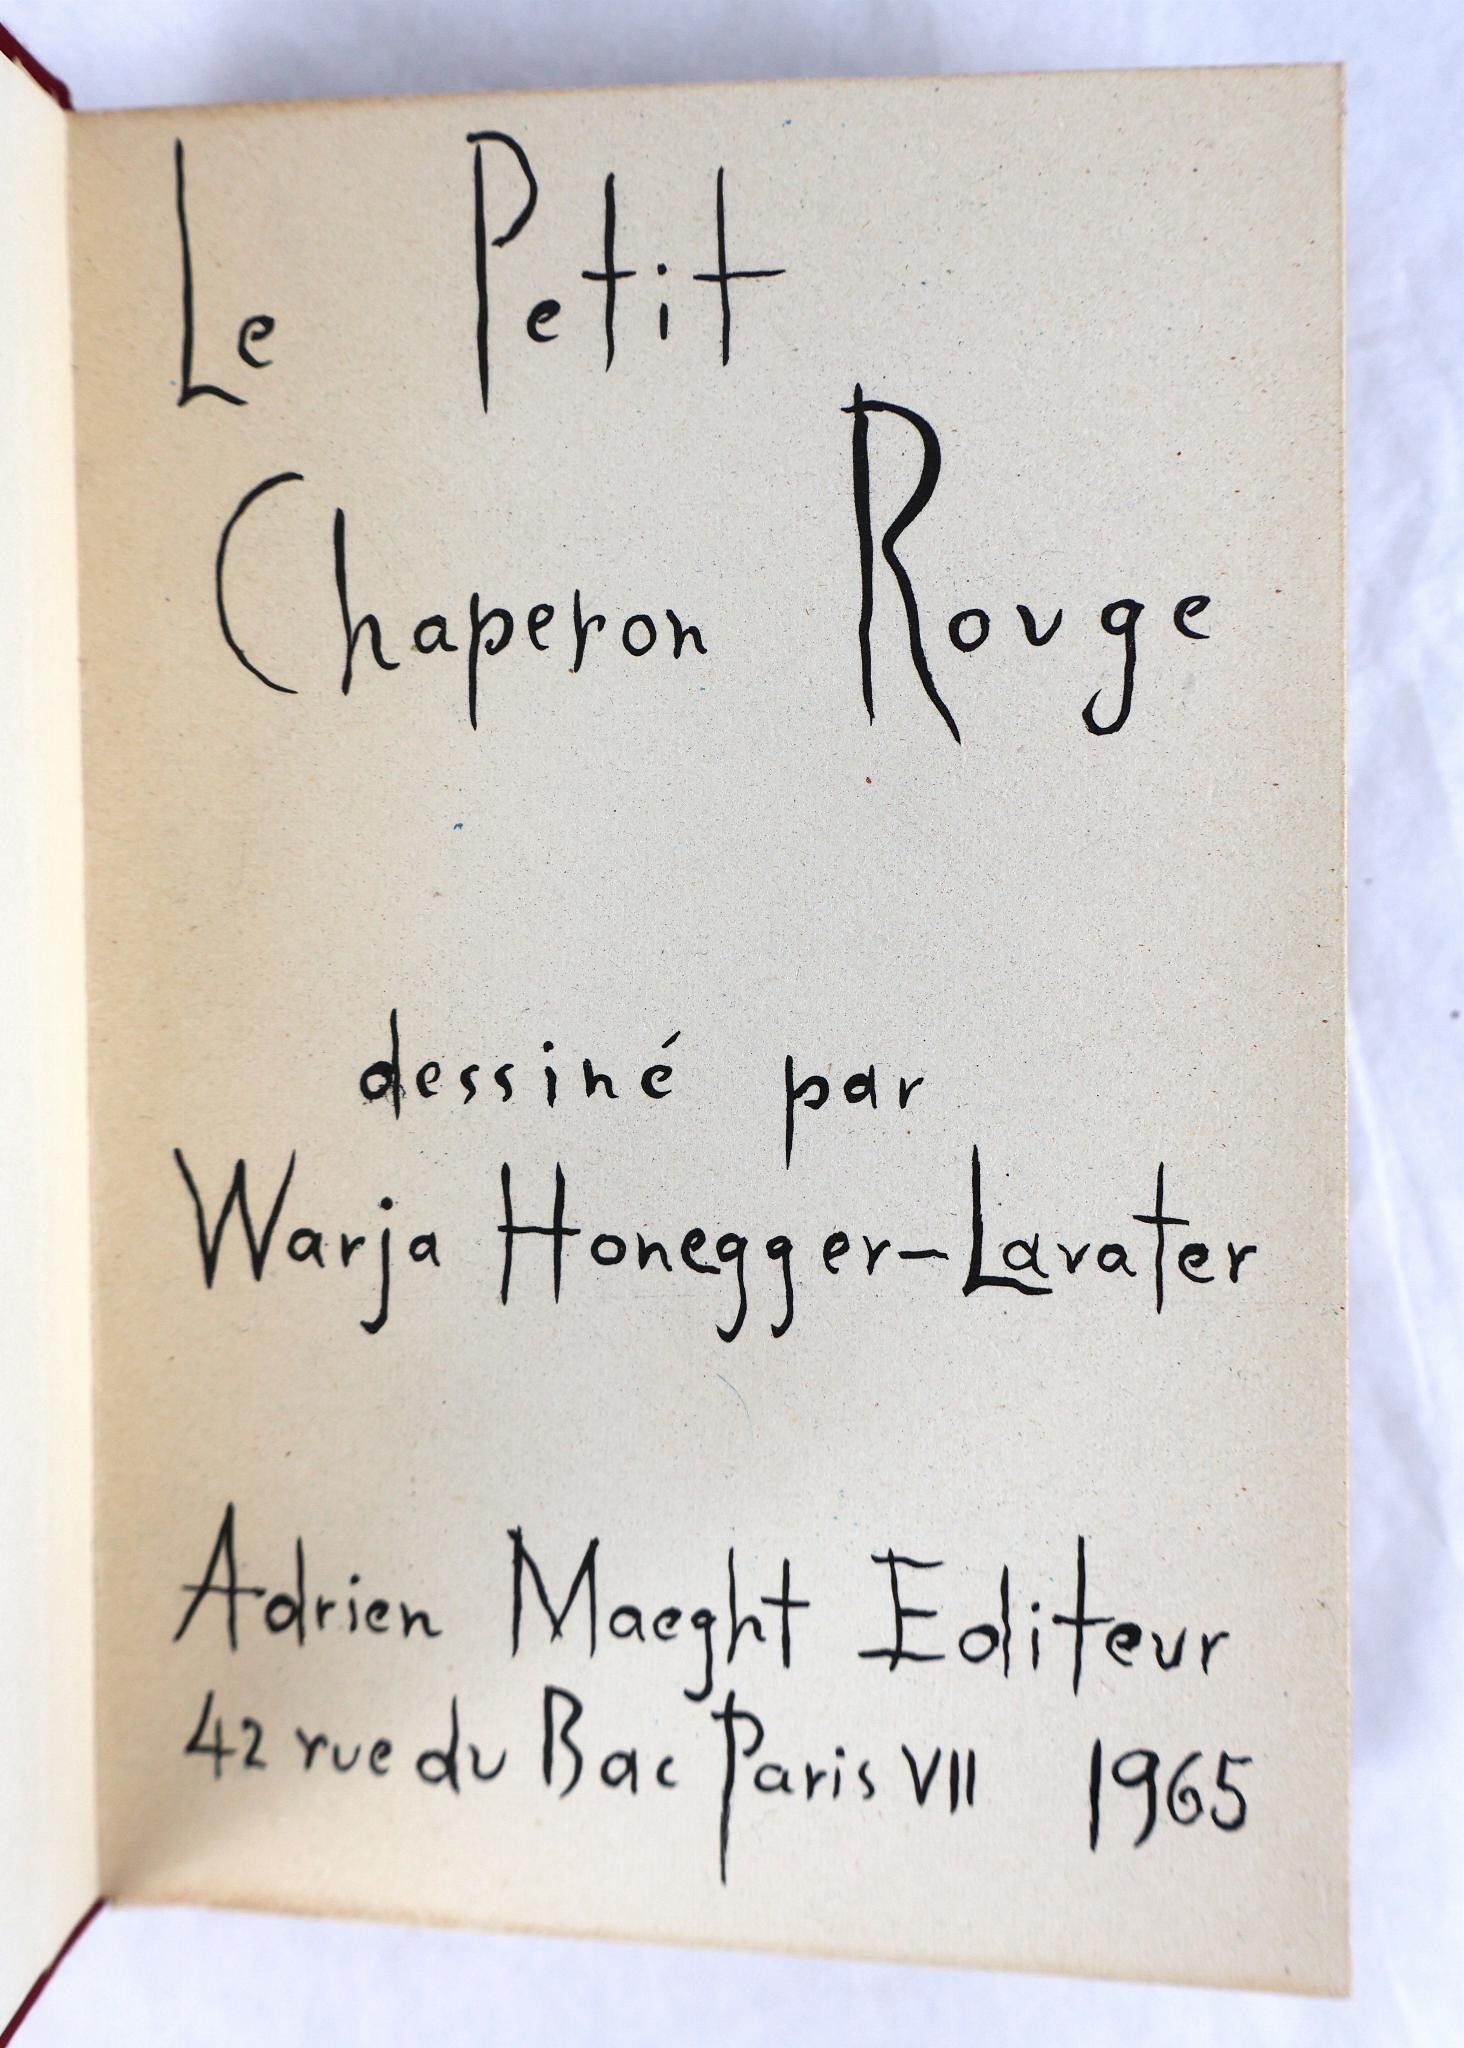 Le Petit
Chaperon Rouge
dessiné par
Warja Honegger-Lavater
Adrien Maeght Editeur
42 rue du Bac Paris VII 1965